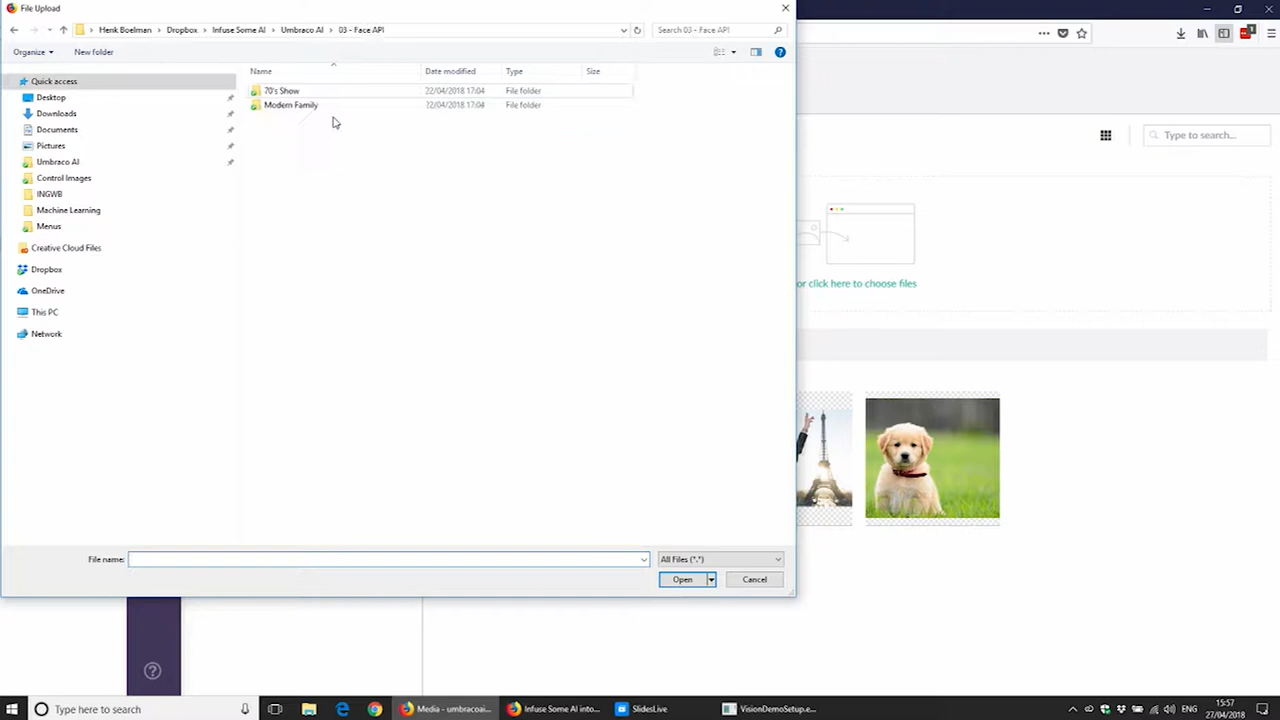 File Upload
Henk Boelman > Dropbox > Infuse Some AI > Umbraco AI > 03 - Face API
Search 03 - Face API
Organize
New folder
Name
Date modified
Type
Size
Quick access
70's Show
22/04/2018 17:04
File folder
Modern Family
22/04/2018 17:04
File folder
Desktop
Downloads
Documents
Pictures
Umbraco AI
Control Images
INGWB
Machine Learning
Menus
Creative Cloud Files
Dropbox
OneDrive
This PC
Network
File name:
All Files (*.*)
Open
Cancel
Type to search...
or click here to choose files
Type here to search
Media - umbracoai...
Infuse Some AI into...
SlidesLive
VisionDemoSetup.e...
ENG
15:57
27/04/2018